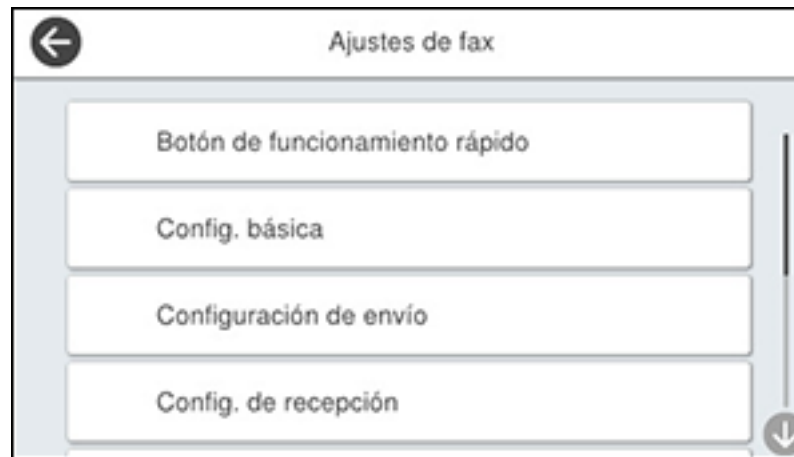 Ajustes de fax
Botón de funcionamiento rápido
Config. básica
Configuración de envío
Config. de recepción